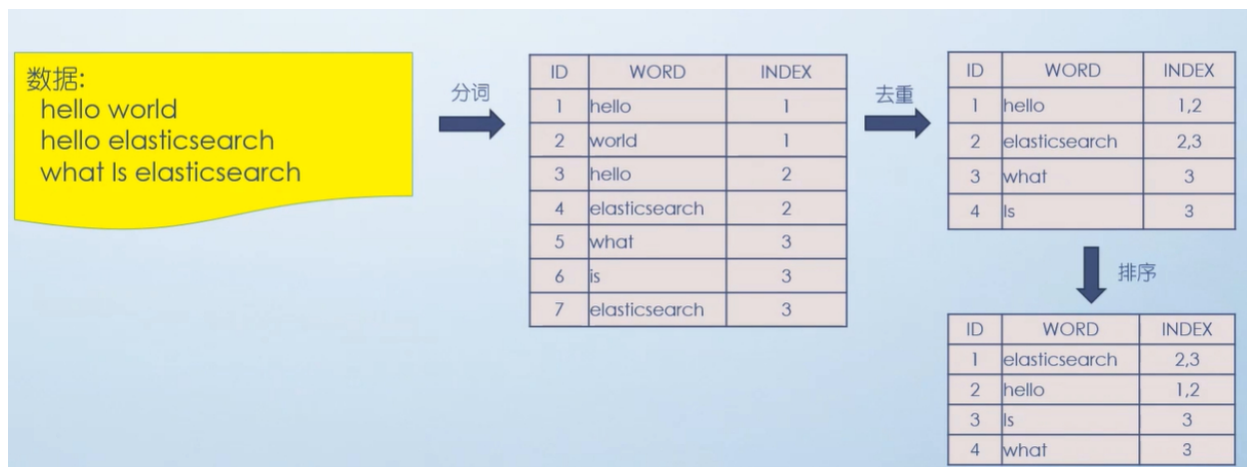 数据:
hello world
hello elasticsearch
what Is elasticsearch
分词
ID WORD INDEX
1 hello 1
2 world 1
3 hello 2
4 elasticsearch 2
5 what 3
6 is 3
7 elasticsearch 3
去重
ID WORD INDEX
1 hello 1,2
2 elasticsearch 2,3
3 what 3
4 Is 3
排序
ID WORD INDEX
1 elasticsearch 2,3
2 hello 1,2
3 Is 3
4 what 3